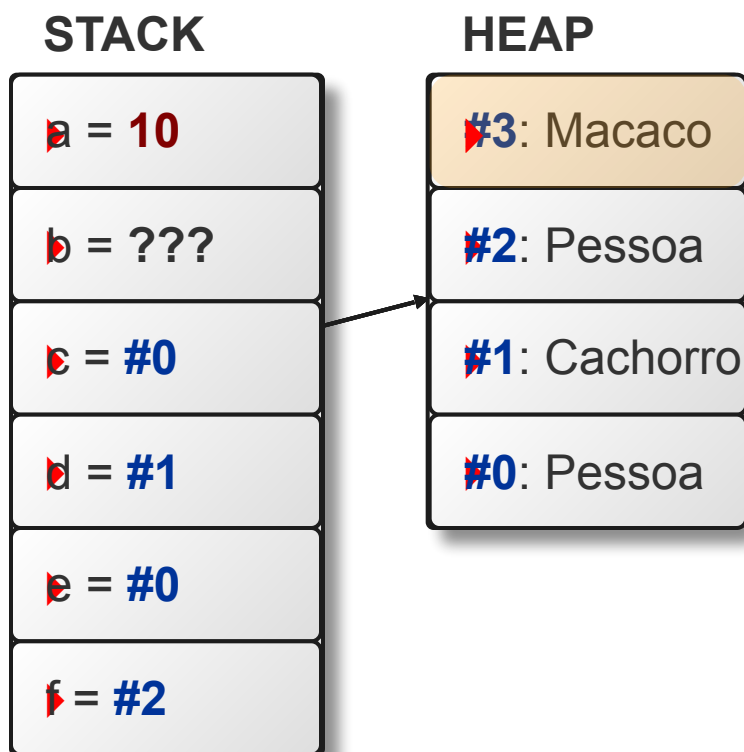 STACK
a = 10
b = ???
c = #0
d = #1
e = #0
f = #2
HEAP
#3: Macaco
#2: Pessoa
#1: Cachorro
#0: Pessoa